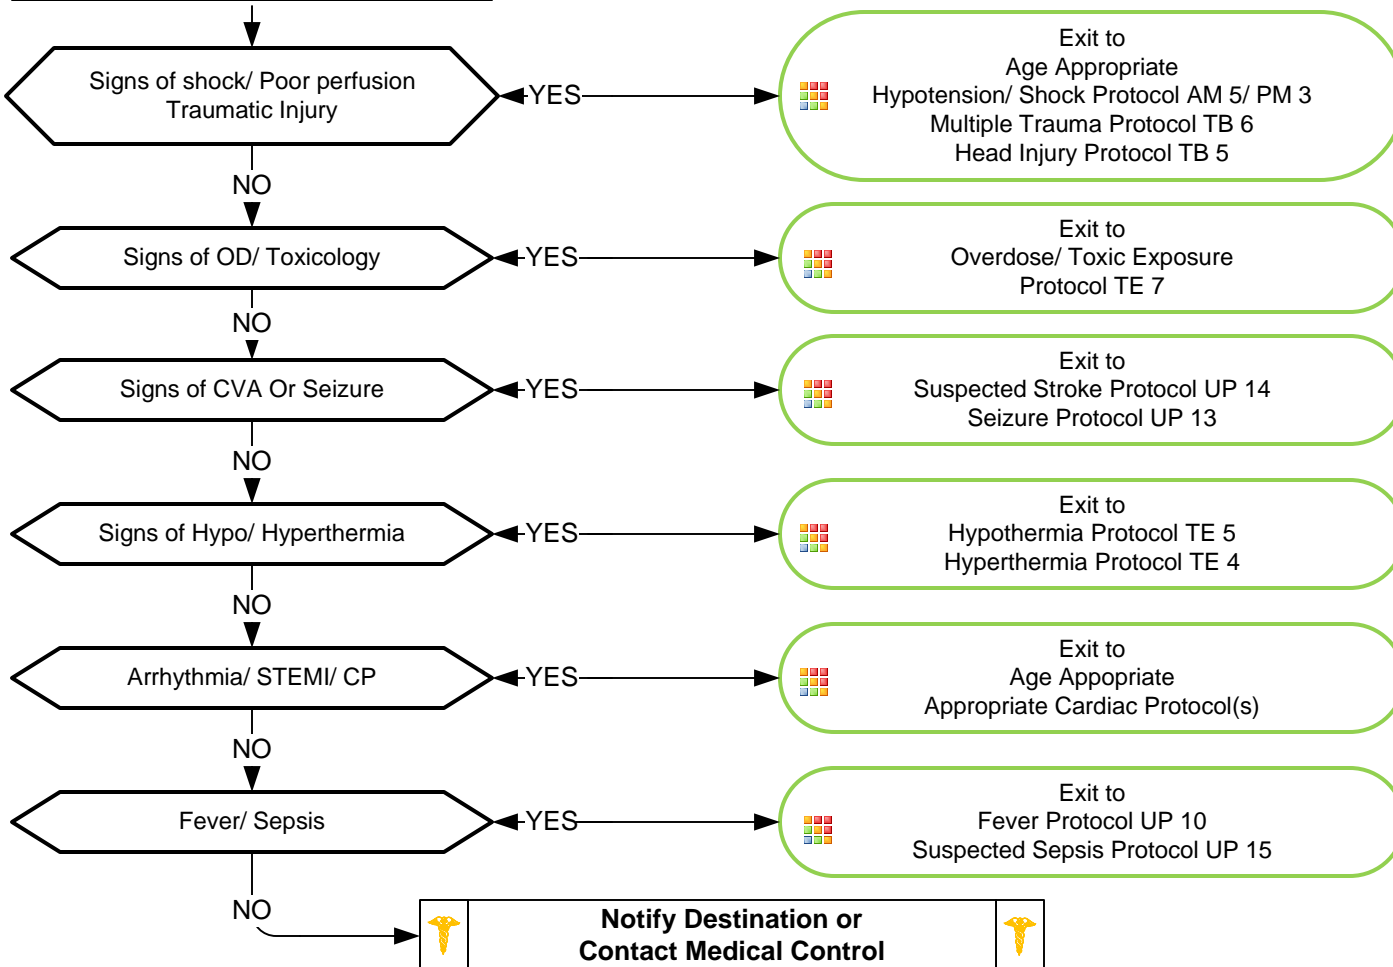 Signs of shock/ Poor perfusion
Traumatic Injury
YES
Exit to
Age Appropriate
Hypotension/ Shock Protocol AM 5/ PM 3
Multiple Trauma Protocol TB 6
Head Injury Protocol TB 5
NO
Signs of OD/ Toxicology
YES
Exit to
Overdose/ Toxic Exposure
Protocol TE 7
NO
Signs of CVA Or Seizure
YES
Exit to
Suspected Stroke Protocol UP 14
Seizure Protocol UP 13
NO
Signs of Hypo/ Hyperthermia
YES
Exit to
Hypothermia Protocol TE 5
Hyperthermia Protocol TE 4
NO
Arrhythmia/ STEMI/ CP
YES
Exit to
Age Appopriate
Appropriate Cardiac Protocol(s)
NO
Fever/ Sepsis
YES
Exit to
Fever Protocol UP 10
Suspected Sepsis Protocol UP 15
NO
Notify Destination or
Contact Medical Control